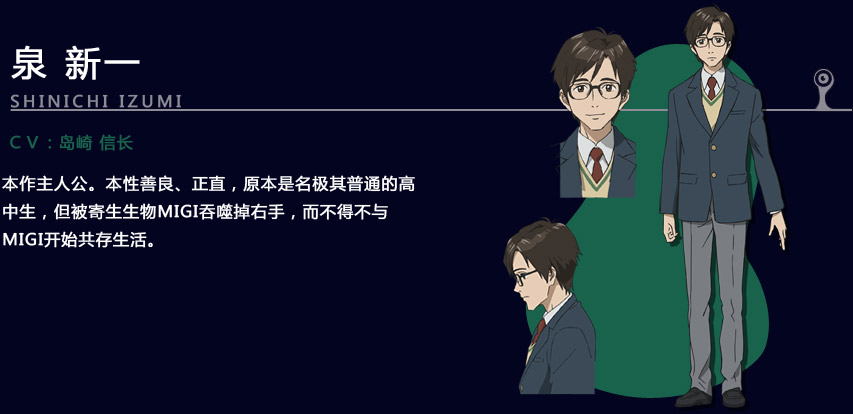 泉 新一
SHINICHI IZUMI
CV：岛崎 信长
本作主人公。本性善良、正直，原本是名极其普通的高
中生，但被寄生生物MIGI吞噬掉右手，而不得不与
MIGI开始共存生活。